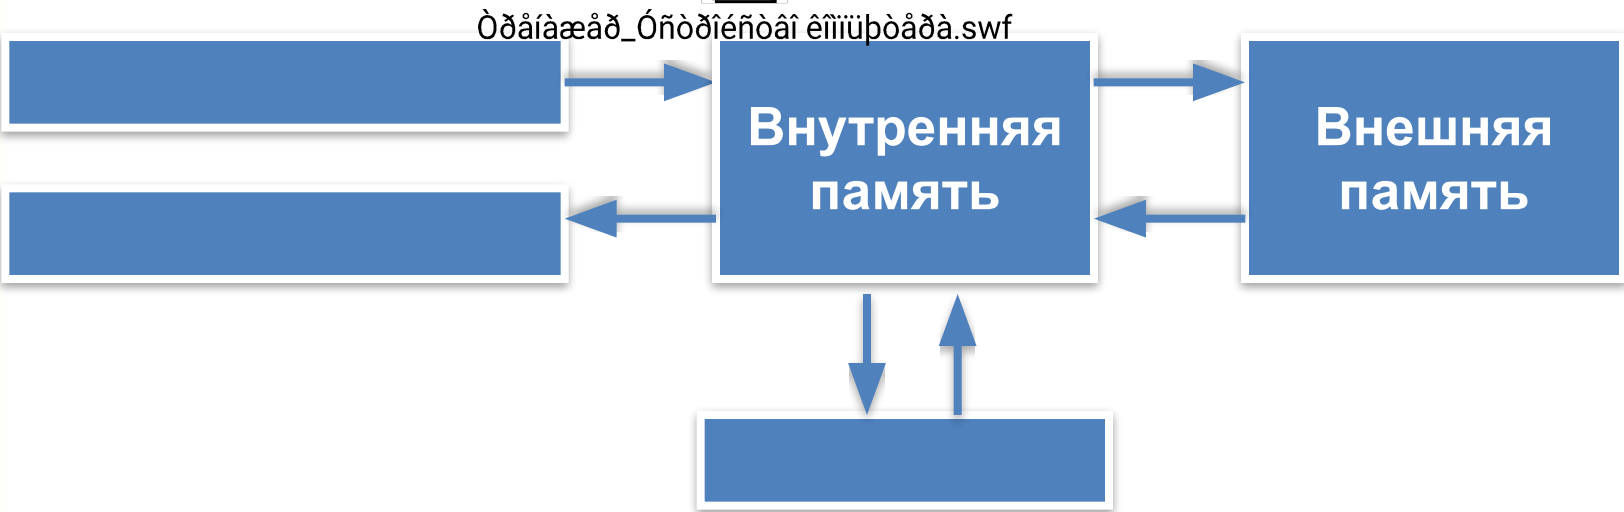 Òðåíàæåð_Óñòðîéñòâî êîìïüþòåðà.swf
Внутренняя
память
Внешняя
память